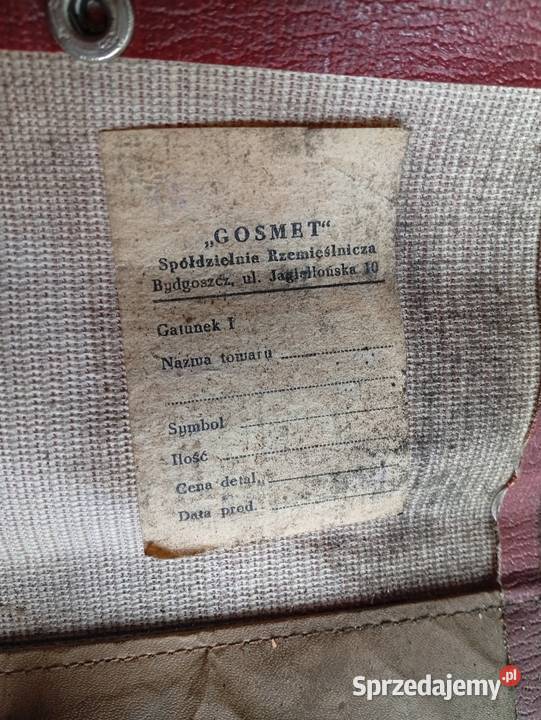 „GOSMET“
Spółdzielnia Rzemieślnicza
Bydgoszcz, ul. Jagiellońska 10
Gatunek I
Nazwa towaru
Symbol
Ilość
Cena detal.
Data prod.
Sprzedajemy.pl